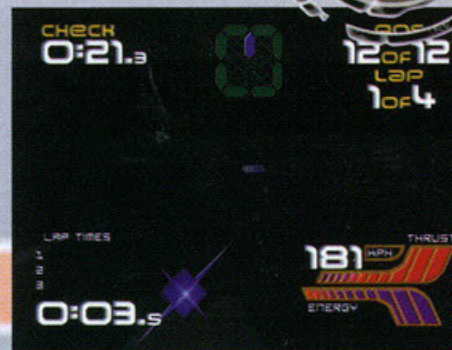 CHECK
0:21.3
POS
12 OF 12
LAP
1 OF 4
LAP TIMES
1
2
3
0:03.5
THRUST
181 MPH
ENERGY